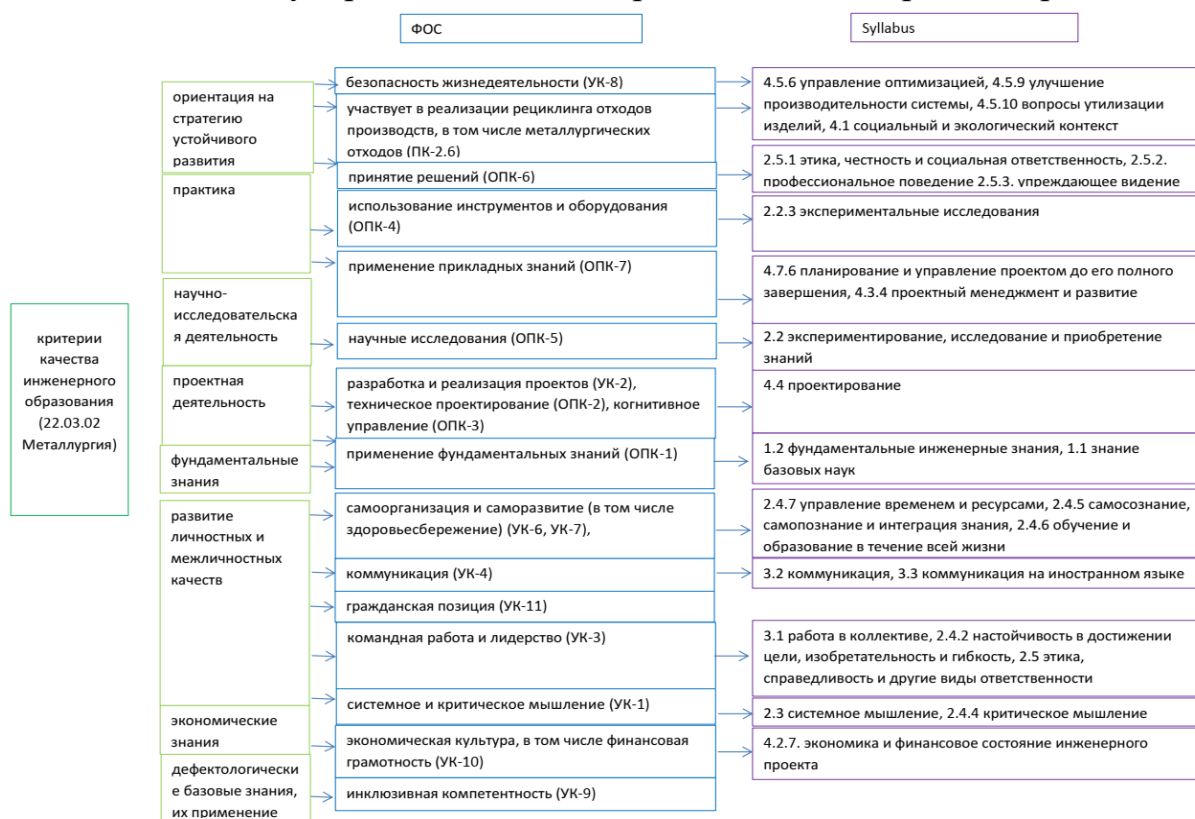 ФОС
Syllabus
критерии
качества
инженерного
образования
(22.03.02
Металлургия)
ориентация на
стратегию
устойчивого
развития
практика
научно-
исследовательска
я деятельность
проектная
деятельность
фундаментальные
знания
развитие
личностных и
межличностных
качеств
экономические
знания
дефектологически
е базовые знания,
их применение
безопасность жизнедеятельности (УК-8)
участвует в реализации рециклинга отходов
производств, в том числе металлургических
отходов (ПК-2.6)
принятие решений (ОПК-6)
использование инструментов и оборудования
(ОПК-4)
применение прикладных знаний (ОПК-7)
научные исследования (ОПК-5)
разработка и реализация проектов (УК-2),
техническое проектирование (ОПК-2), когнитивное
управление (ОПК-3)
применение фундаментальных знаний (ОПК-1)
самоорганизация и саморазвитие (в том числе
здоровьесбережение) (УК-6, УК-7),
коммуникация (УК-4)
гражданская позиция (УК-11)
командная работа и лидерство (УК-3)
системное и критическое мышление (УК-1)
экономическая культура, в том числе финансовая
грамотность (УК-10)
инклюзивная компетентность (УК-9)
4.5.6 управление оптимизацией, 4.5.9 улучшение
производительности системы, 4.5.10 вопросы утилизации
изделий, 4.1 социальный и экологический контекст
2.5.1 этика, честность и социальная ответственность, 2.5.2.
профессиональное поведение 2.5.3. упреждающее видение
2.2.3 экспериментальные исследования
4.7.6 планирование и управление проектом до его полного
завершения, 4.3.4 проектный менеджмент и развитие
2.2 экспериментирование, исследование и приобретение
знаний
4.4 проектирование
1.2 фундаментальные инженерные знания, 1.1 знание
базовых наук
2.4.7 управление временем и ресурсами, 2.4.5 самосознание,
самопознание и интеграция знания, 2.4.6 обучение и
образование в течение всей жизни
3.2 коммуникация, 3.3 коммуникация на иностранном языке
3.1 работа в коллективе, 2.4.2 настойчивость в достижении
цели, изобретательность и гибкость, 2.5 этика,
справедливость и другие виды ответственности
2.3 системное мышление, 2.4.4 критическое мышление
4.2.7. экономика и финансовое состояние инженерного
проекта